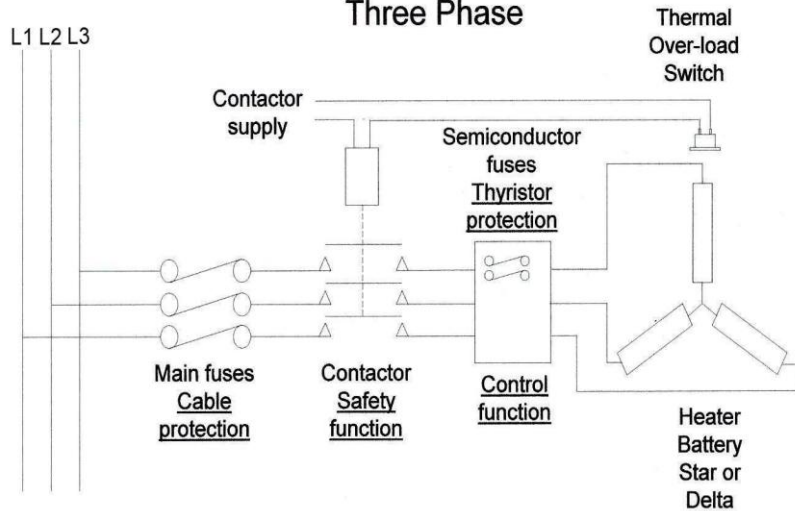 Three Phase
L1 L2 L3
Thermal
Over-load
Switch
Contactor
supply
Semiconductor
fuses
Thyristor
protection
Main fuses
Cable
protection
Contactor
Safety
function
Control
function
Heater
Battery
Star or
Delta